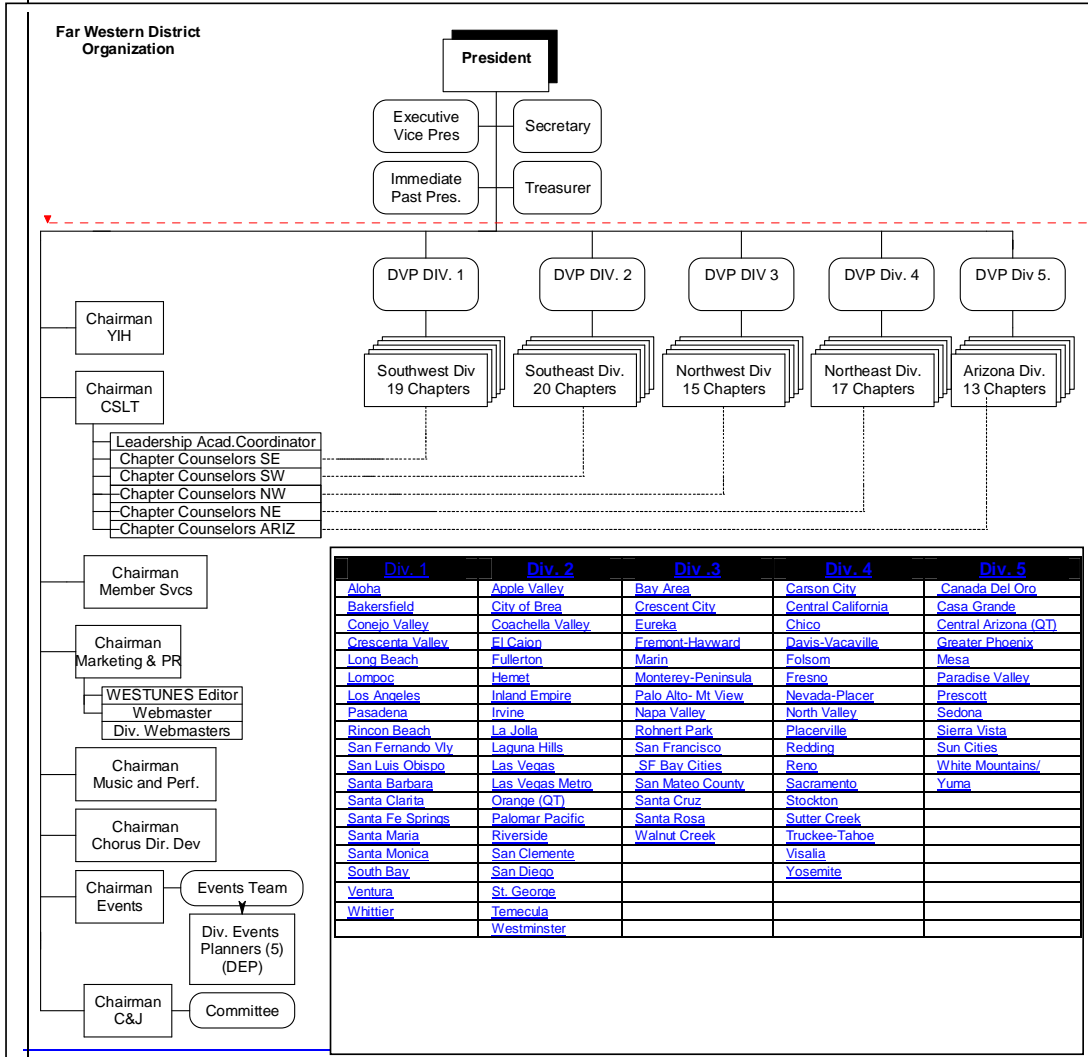 Far Western District
Organization
President
Executive
Vice Pres
Secretary
Immediate
Past Pres.
Treasurer
DVP DIV. 1
DVP DIV. 2
DVP DIV 3
DVP Div. 4
DVP Div 5.
Southwest Div
19 Chapters
Southeast Div.
20 Chapters
Northwest Div
15 Chapters
Northeast Div.
17 Chapters
Arizona Div.
13 Chapters
Chairman
YIH
Chairman
CSLT
Leadership Acad.Coordinator
Chapter Counselors SE
Chapter Counselors SW
Chapter Counselors NW
Chapter Counselors NE
Chapter Counselors ARIZ
Chairman
Member Svcs
Chairman
Marketing & PR
WESTUNES Editor
Webmaster
Div. Webmasters
Chairman
Music and Perf.
Chairman
Chorus Dir. Dev
Chairman
Events
Events Team
Div. Events
Planners (5)
(DEP)
Chairman
C&J
Committee
Div. 1 Div. 2 Div .3 Div. 4 Div. 5
Aloha Apple Valley Bay Area Carson City Canada Del Oro
Bakersfield City of Brea Crescent City Central California Casa Grande
Conejo Valley Coachella Valley Eureka Chico Central Arizona (QT)
Crescenta Valley El Cajon Fremont-Hayward Davis-Vacaville Greater Phoenix
Long Beach Fullerton Marin Folsom Mesa
Lompoc Hemet Monterey-Peninsula Fresno Paradise Valley
Los Angeles Inland Empire Palo Alto- Mt View Nevada-Placer Prescott
Pasadena Irvine Napa Valley North Valley Sedona
Rincon Beach La Jolla Rohnert Park Placerville Sierra Vista
San Fernando Vly Laguna Hills San Francisco Redding Sun Cities
San Luis Obispo Las Vegas SF Bay Cities Reno White Mountains/
Santa Barbara Las Vegas Metro San Mateo County Sacramento Yuma
Santa Clarita Orange (QT) Santa Cruz Stockton
Santa Fe Springs Palomar Pacific Santa Rosa Sutter Creek
Santa Maria Riverside Walnut Creek Truckee-Tahoe
Santa Monica San Clemente Visalia
South Bay San Diego Yosemite
Ventura St. George
Whittier Temecula
Westminster